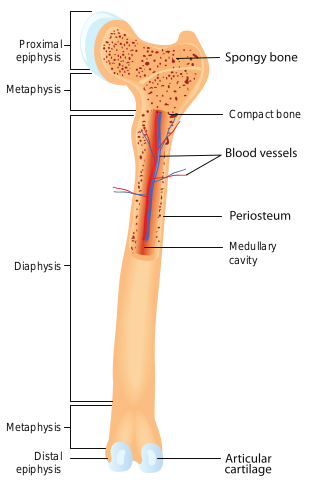 Proximal
epiphysis
Metaphysis
Diaphysis
Metaphysis
Distal
epiphysis
Spongy bone
Compact bone
Blood vessels
Periosteum
Medullary
cavity
Articular
cartilage